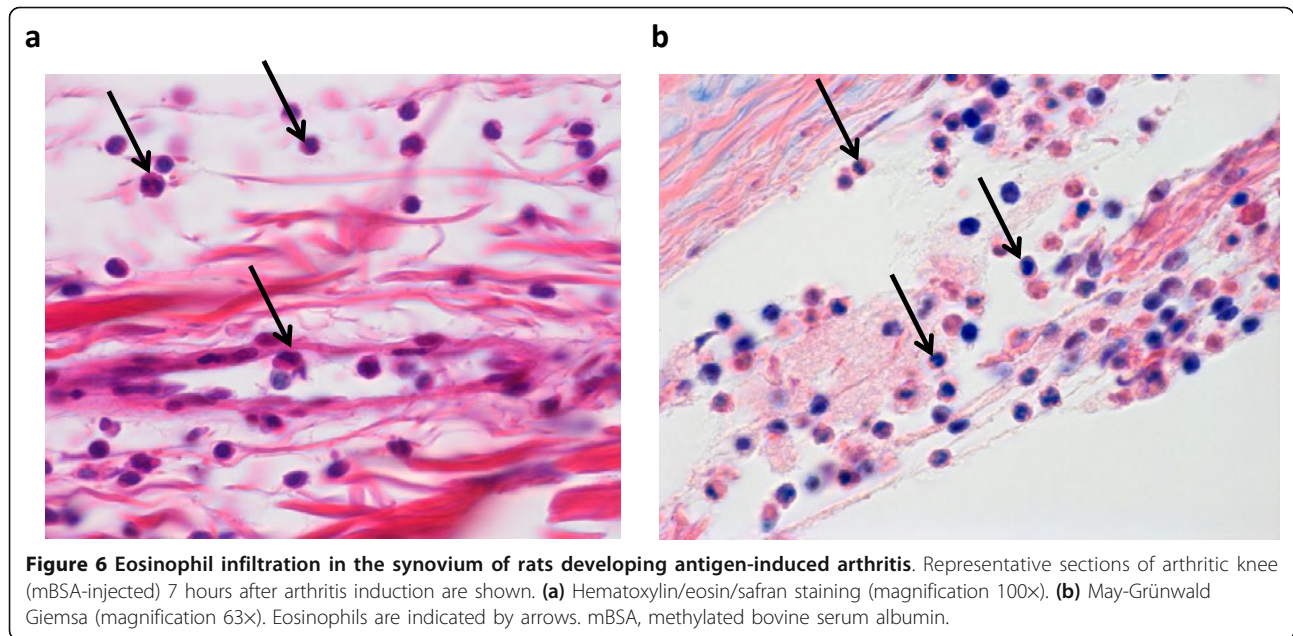 a
b
Figure 6 Eosinophil infiltration in the synovium of rats developing antigen-induced arthritis. Representative sections of arthritic knee
(mBSA-injected) 7 hours after arthritis induction are shown. (a) Hematoxylin/eosin/safran staining (magnification 100×). (b) May-Grünwald
Giemsa (magnification 63×). Eosinophils are indicated by arrows. mBSA, methylated bovine serum albumin.